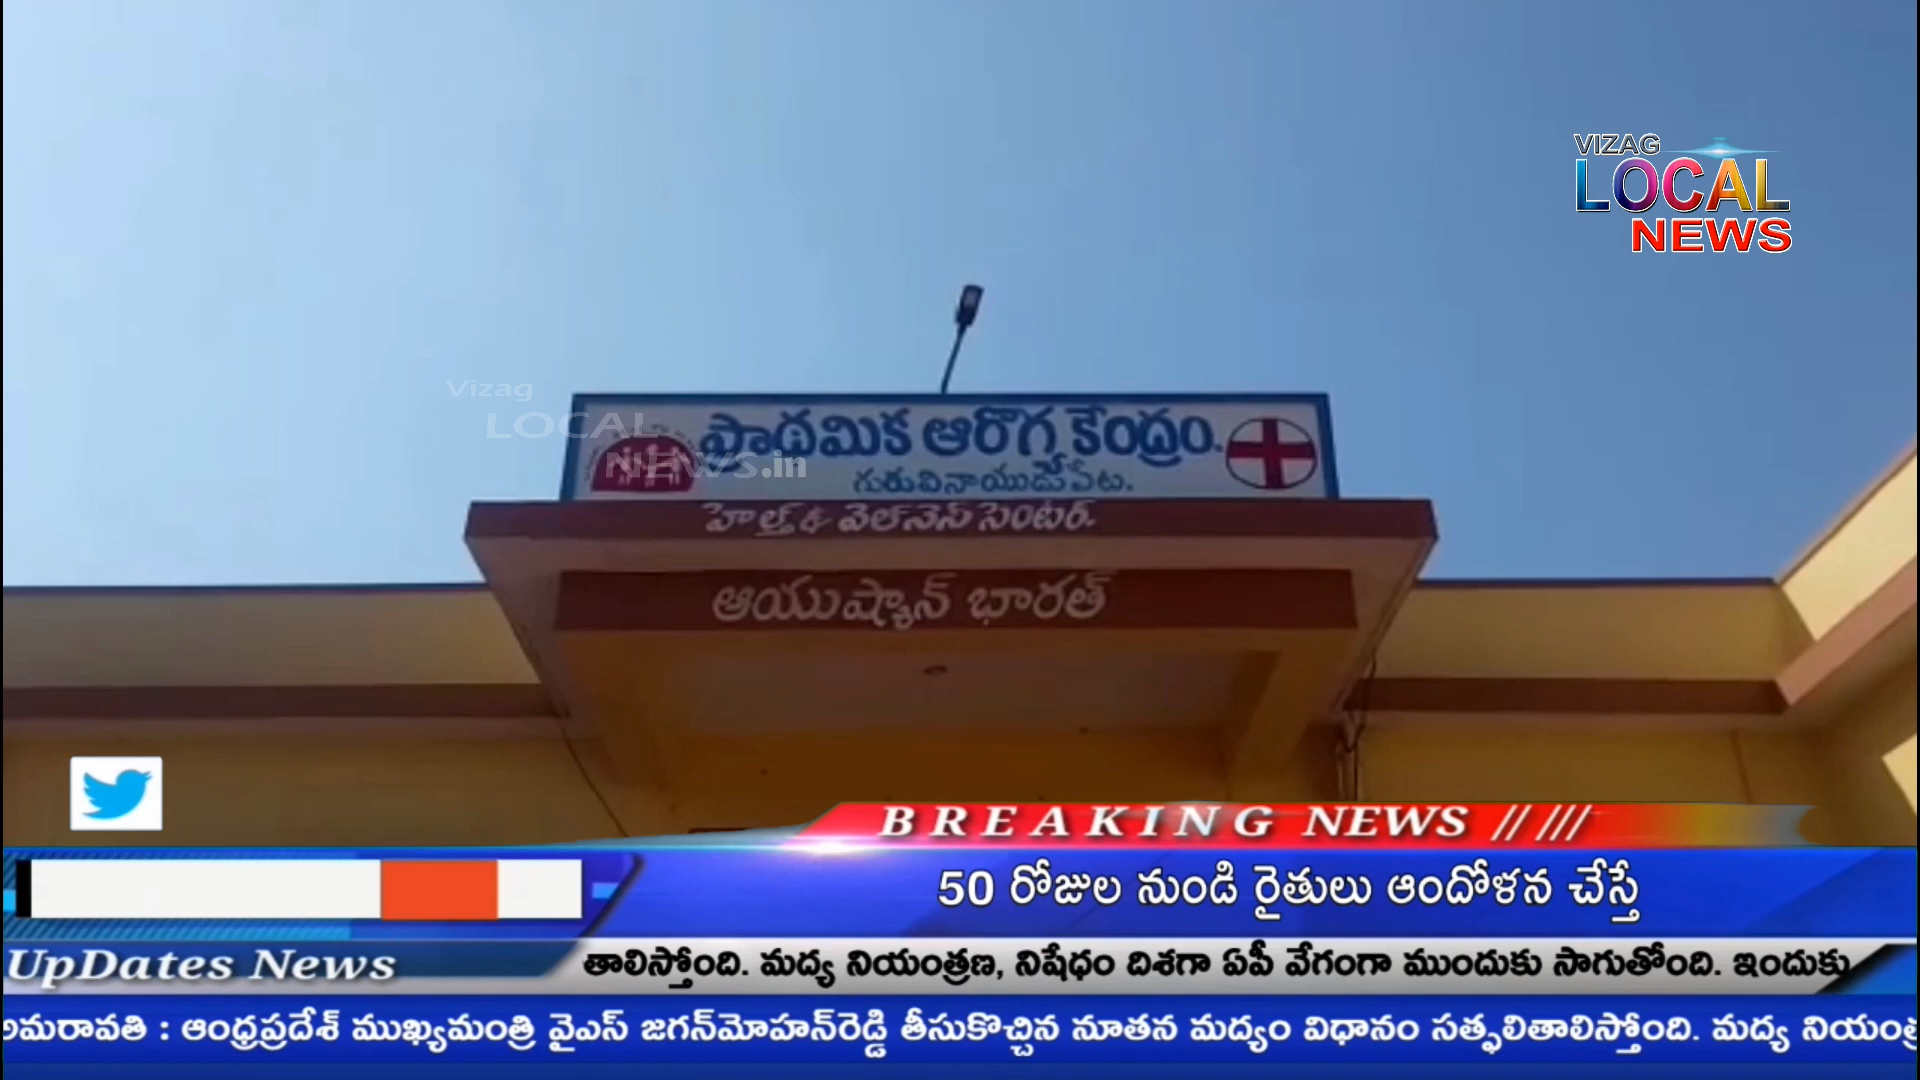 VIZAG
LOCAL
NEWS
Vizag
LOCAL
NEWS.in
ప్రాథమిక ఆరోగ్య కేంద్రం.
గురువినాయుడుపేట.
హెల్త్ & వెల్‌నెస్ సెంటర్.
ఆయుష్మాన్ భారత్
BREAKING NEWS // ///
50 రోజుల నుండి రైతులు ఆందోళన చేస్తే
UpDates News
తాలిస్తోంది. మద్య నియంత్రణ, నిషేధం దిశగా ఏపీ వేగంగా ముందుకు సాగుతోంది. ఇందుకు
అమరావతి : ఆంధ్రప్రదేశ్ ముఖ్యమంత్రి వైఎస్ జగన్‌మోహన్‌రెడ్డి తీసుకొచ్చిన నూతన మద్యం విధానం సత్ఫలితాలిస్తోంది. మద్య నియంత్ర